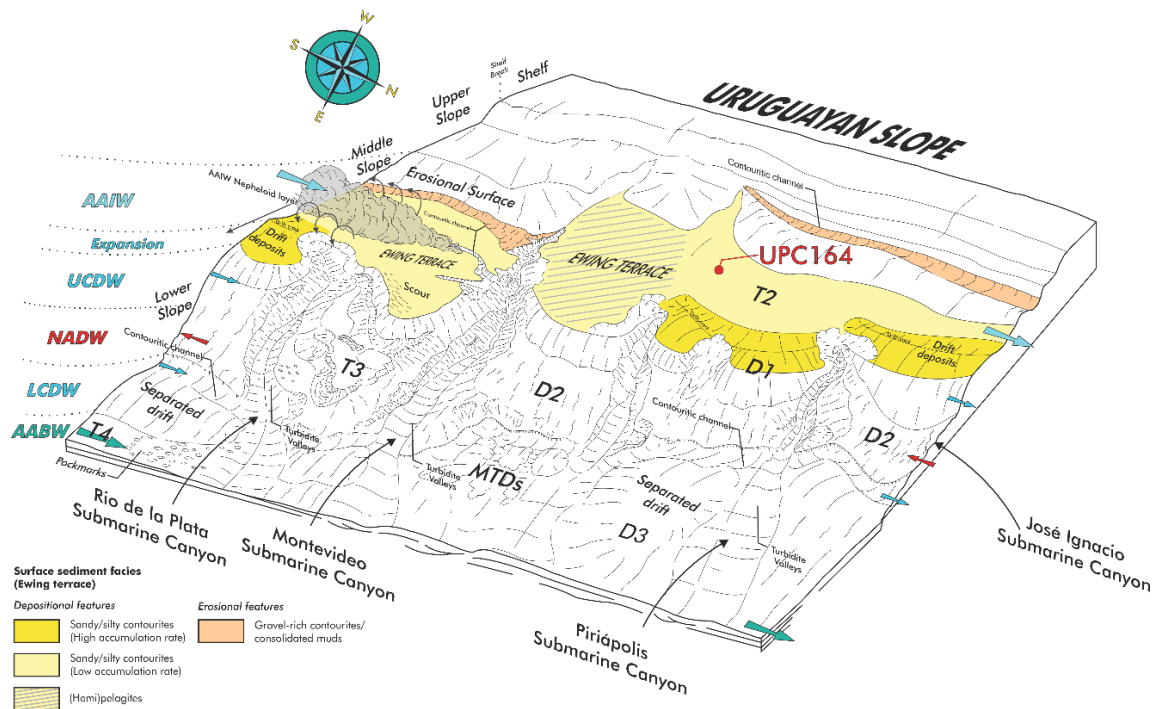 W
S
N
E
Shelf
Break
Shelf
Upper
Slope
Middle
Slope
URUGUAYAN SLOPE
AAIW
Expansion
UCDW
NADW
LCDW
AABW
AAIW Nepheloid layer
Erosional Surface
Contouritic channel
Contouritic channel
Drift
deposits
EWING TERRACE
Scour
EWING TERRACE
UPC164
T2
Lower
Slope
Contouritic channel
T3
D1
Drift
deposits
D2
Contouritic channel
D2
Separated
drift
T4
Pockmarks
Turbidite
Valleys
Turbidite
Valleys
MTDs
Separated
drift
D3
Turbidite
Valleys
Rio de la Plata
Submarine Canyon
Montevideo
Submarine Canyon
Piriápolis
Submarine Canyon
José Ignacio
Submarine Canyon
Surface sediment facies
(Ewing terrace)
Depositional features
Erosional features
Sandy/silty contourites
(High accumulation rate)
Gravel-rich contourites/
consolidated muds
Sandy/silty contourites
(Low accumulation rate)
(Hemi)pelagites